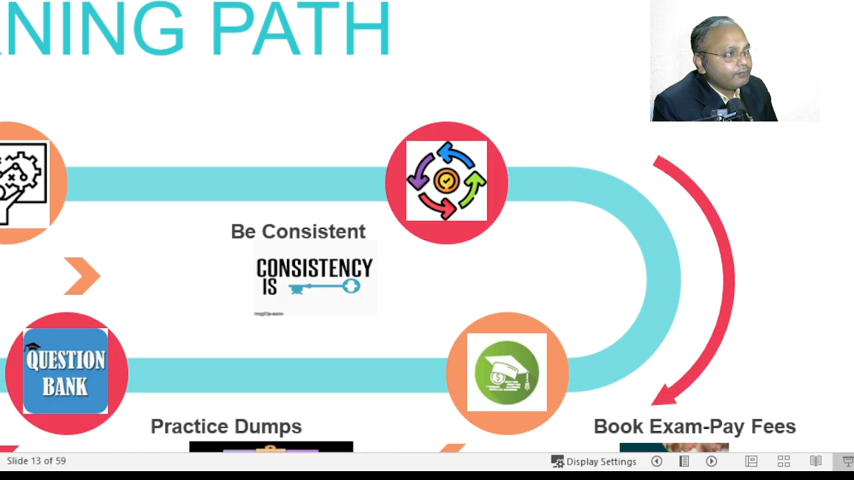 NING PATH
Be Consistent
CONSISTENCY
IS
QUESTION
BANK
Practice Dumps
Book Exam-Pay Fees
Slide 13 of 59
Display Settings